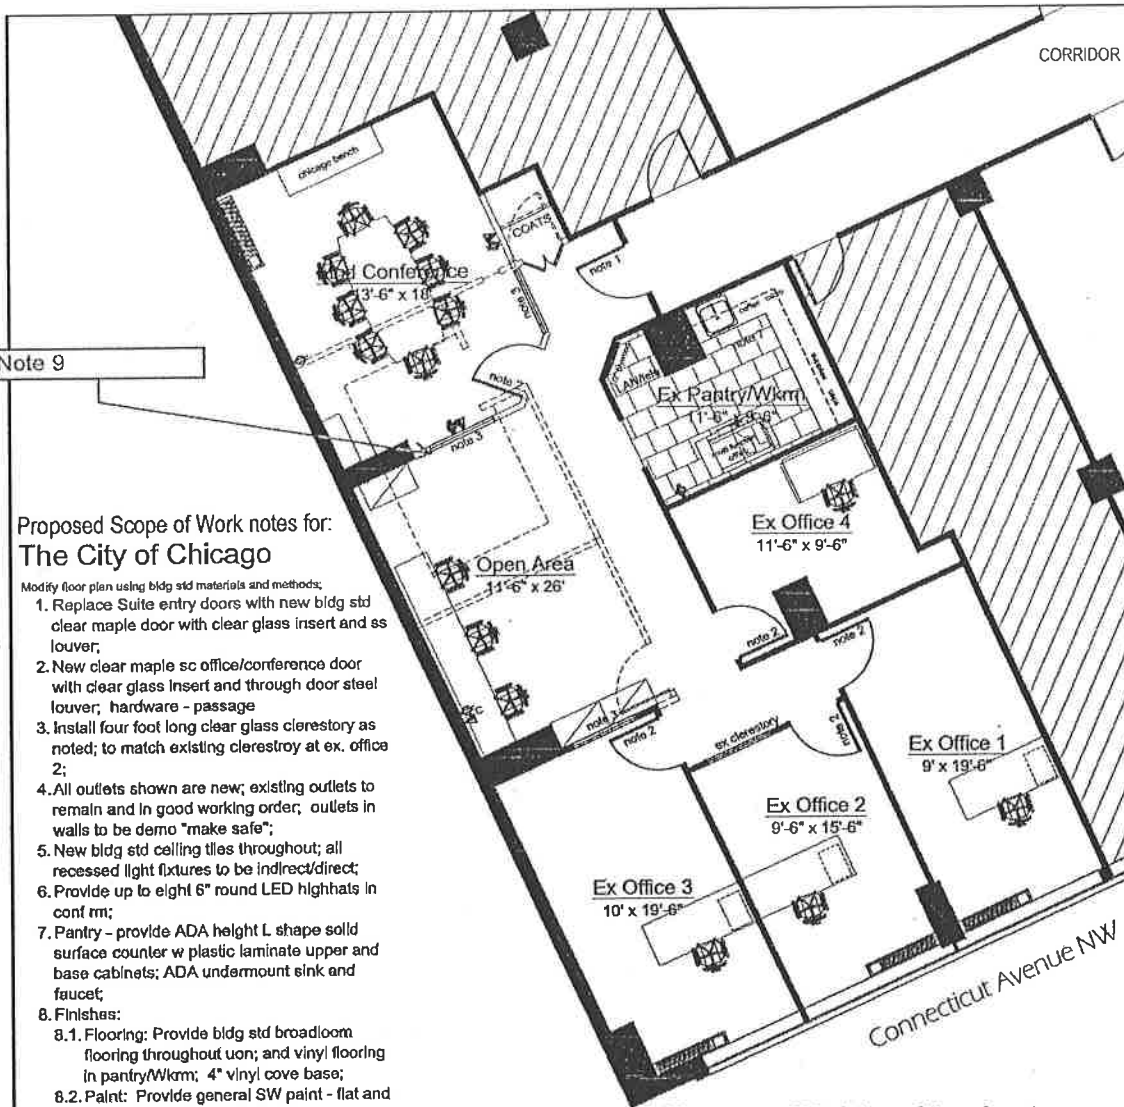 CORRIDOR
chicago bench
COATS
note 1
Conference
13'-6" x 18'
note 3
Note 9
note 2
note 3
LAN/tele
note 7
Ex Pantry/Wkrm
11'-6" x 9'-6"
Ex Office 4
11'-6" x 9'-6"
Open Area
11'-6" x 26'
note 2
note 2
note 3
note 2
ex clerestory
note 2
Ex Office 1
9' x 19'-6"
Ex Office 2
9'-6" x 15'-6"
Ex Office 3
10' x 19'-6"
Connecticut Avenue NW
Proposed Scope of Work notes for:
The City of Chicago
Modify floor plan using bldg std materials and methods;
1. Replace Suite entry doors with new bldg std
clear maple door with clear glass insert and ss
louver;
2. New clear maple sc office/conference door
with clear glass insert and through door steel
louver; hardware - passage
3. Install four foot long clear glass clerestory as
noted; to match existing clerestroy at ex. office
2;
4. All outlets shown are new; existing outlets to
remain and in good working order; outlets in
walls to be demo "make safe";
5. New bldg std ceiling tiles throughout; all
recessed light fixtures to be indirect/direct;
6. Provide up to eight 6" round LED highhats in
conf rm;
7. Pantry - provide ADA height L shape solid
surface counter w plastic laminate upper and
base cabinets; ADA undermount sink and
faucet;
8. Finishes:
8.1. Flooring: Provide bldg std broadloom
flooring throughout uon; and vinyl flooring
in pantry/Wkrm; 4" vinyl cove base;
8.2. Paint: Provide general SW paint - flat and